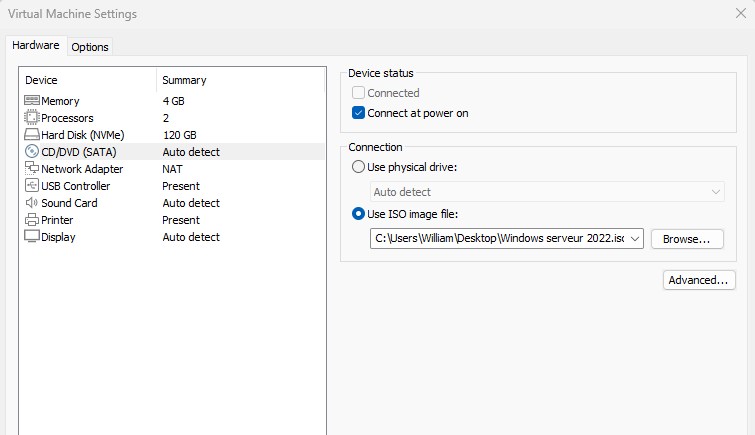 Virtual Machine Settings
Hardware Options
Device Summary
Memory 4 GB
Processors 2
Hard Disk (NVMe) 120 GB
CD/DVD (SATA) Auto detect
Network Adapter NAT
USB Controller Present
Sound Card Auto detect
Printer Present
Display Auto detect
Device status
Connected
Connect at power on
Connection
Use physical drive:
Auto detect
Use ISO image file:
C:\Users\William\Desktop\Windows serveur 2022.iso
Browse...
Advanced...